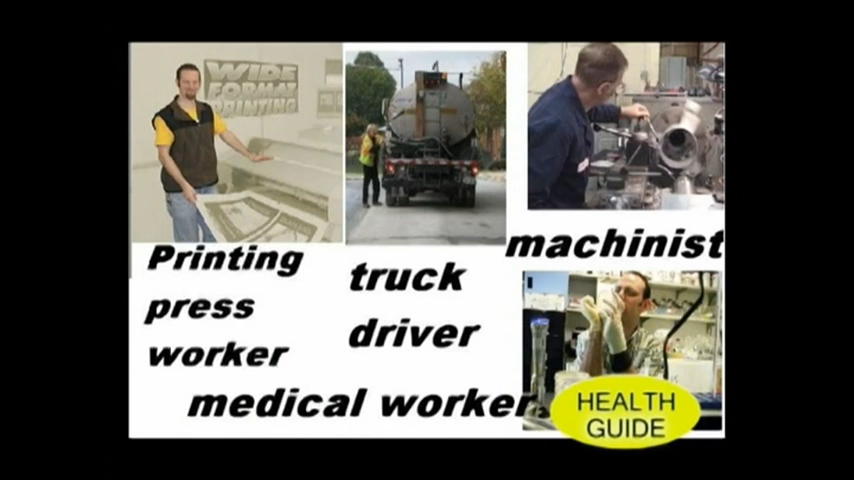 WIDE
FORMAT
PRINTING
Printing
press
worker
truck
driver
machinist
medical worker
HEALTH
GUIDE